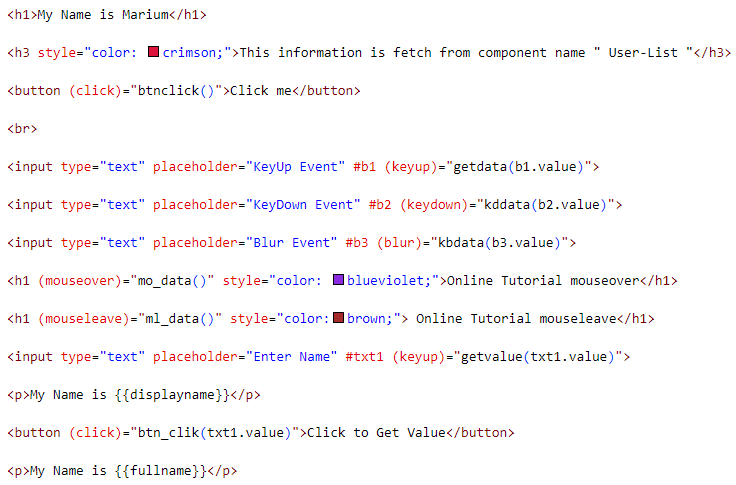 <h1>My Name is Marium</h1>
<h3 style="color: crimson;">This information is fetch from component name " User-List "</h3>
<button (click)="btnclick()">Click me</button>
<br>
<input type="text" placeholder="KeyUp Event" #b1 (keyup)="getdata(b1.value)">
<input type="text" placeholder="KeyDown Event" #b2 (keydown)="kddata(b2.value)">
<input type="text" placeholder="Blur Event" #b3 (blur)="kbdata(b3.value)">
<h1 (mouseover)="mo_data()" style="color: blueviolet;">Online Tutorial mouseover</h1>
<h1 (mouseleave)="ml_data()" style="color:brown;"> Online Tutorial mouseleave</h1>
<input type="text" placeholder="Enter Name" #txt1 (keyup)="getvalue(txt1.value)">
<p>My Name is {{displayname}}</p>
<button (click)="btn_clik(txt1.value)">Click to Get Value</button>
<p>My Name is {{fullname}}</p>